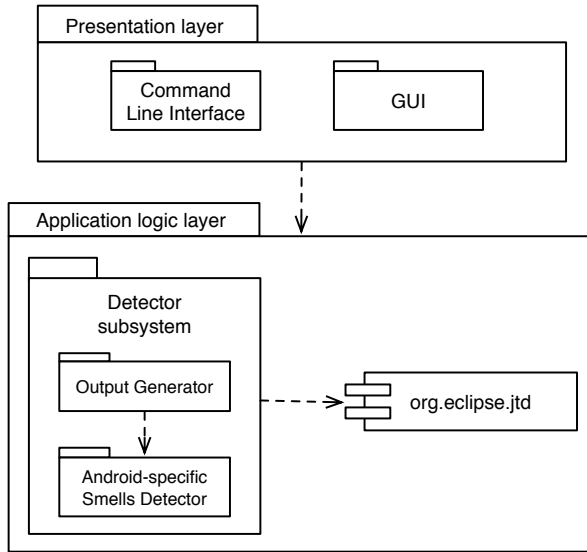 Presentation layer
Command
Line Interface
GUI
Application logic layer
Detector
subsystem
Output Generator
Android-specific
Smells Detector
org.eclipse.jtd